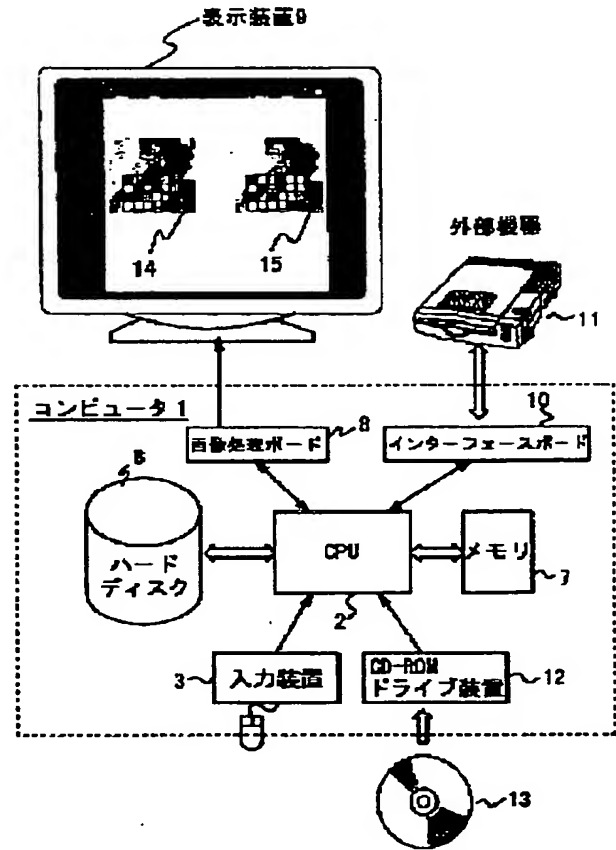 表示装置9
14
15
外部機器
11
コンピュータ1
8
10
画像処理ボード
インターフェースボード
ハード
ディスク
CPU
メモリ
7
2
3
入力装置
CD-ROM
ドライブ装置
12
13